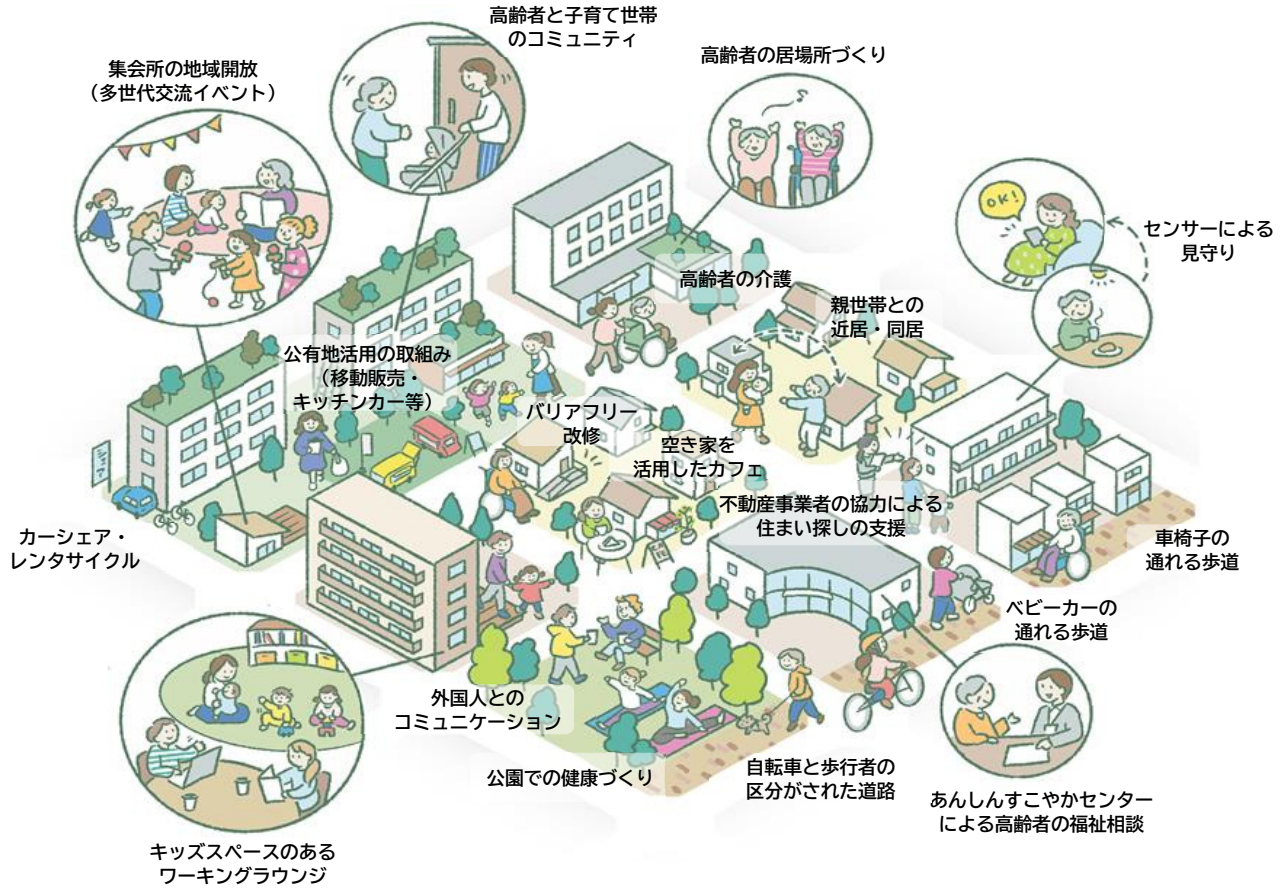 高齢者と子育て世帯
のコミュニティ
集会所の地域開放
（多世代交流イベント）
高齢者の居場所づくり
OK!
センサーによる
見守り
高齢者の介護
親世帯との
近居・同居
公有地活用の取組み
（移動販売・
キッチンカー等）
バリアフリー
改修
空き家を
活用したカフェ
不動産事業者の協力による
住まい探しの支援
カーシェア・
レンタサイクル
車椅子の
通れる歩道
ベビーカーの
通れる歩道
外国人との
コミュニケーション
公園での健康づくり
自転車と歩行者の
区分がされた道路
あんしんすこやかセンター
による高齢者の福祉相談
キッズスペースのある
ワーキングラウンジ